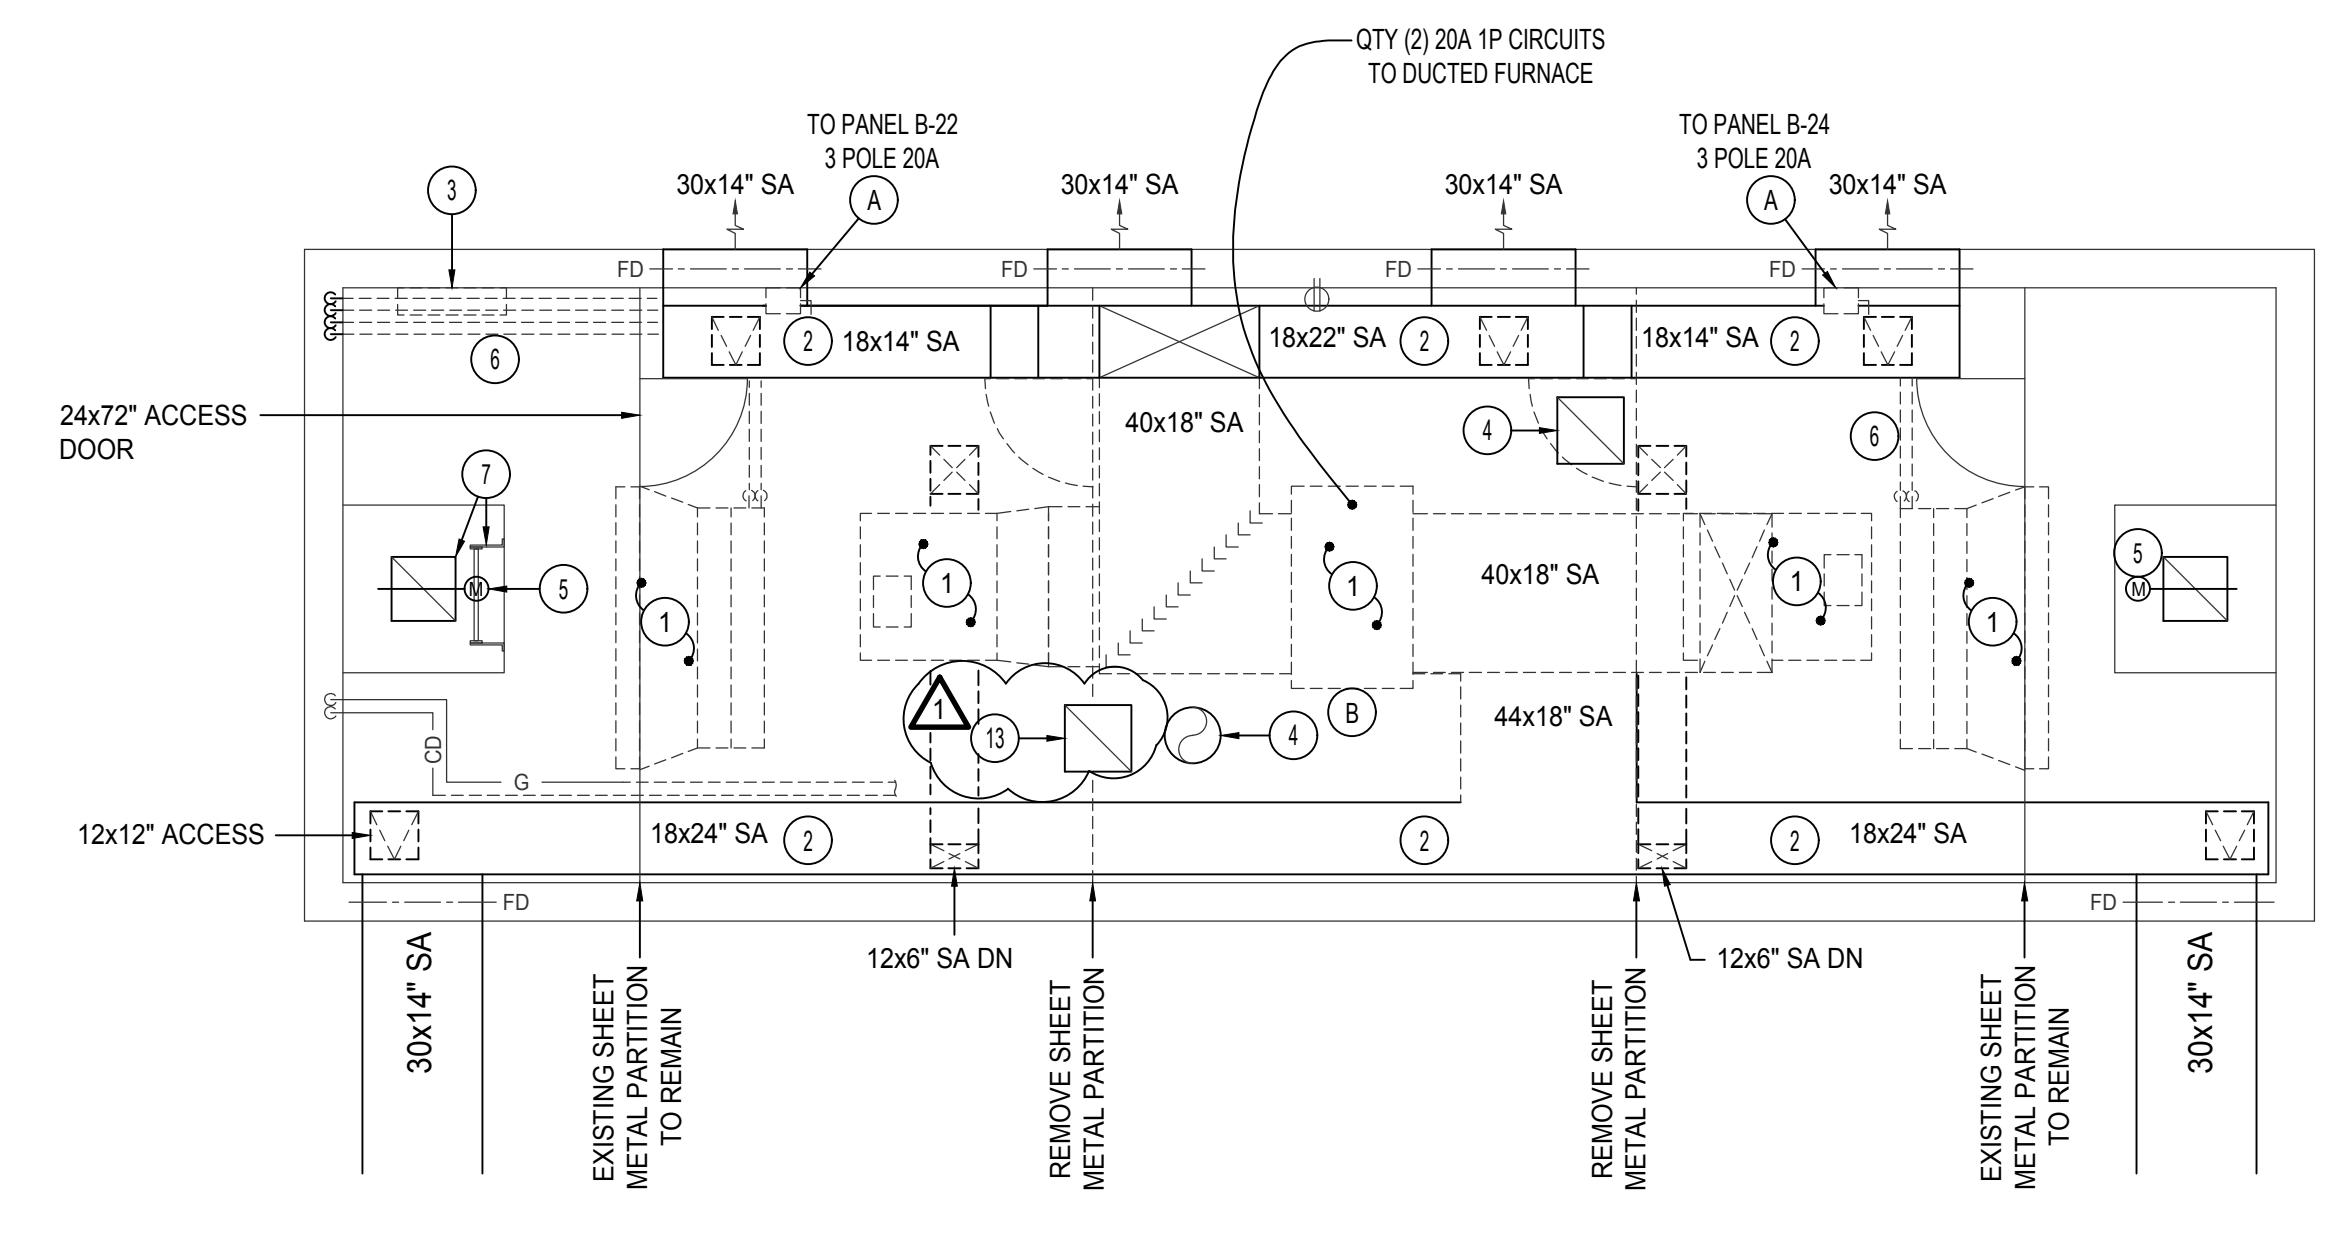 QTY (2) 20A 1P CIRCUITS
TO DUCTED FURNACE
TO PANEL B-22
3 POLE 20A
TO PANEL B-24
3 POLE 20A
3
30x14" SA
A
30x14" SA
30x14" SA
A
30x14" SA
FD
FD
FD
FD
2
18x14" SA
18x22" SA
2
18x14" SA
2
6
24x72" ACCESS
DOOR
40x18" SA
4
6
7
5
M
1
1
1
40x18" SA
1
1
5
M
1
13
4
B
44x18" SA
CD
G
12x12" ACCESS
18x24" SA
2
2
2
18x24" SA
FD
FD
30x14" SA
12x6" SA DN
12x6" SA DN
30x14" SA
EXISTING SHEET
METAL PARTITION
TO REMAIN
REMOVE SHEET
METAL PARTITION
REMOVE SHEET
METAL PARTITION
EXISTING SHEET
METAL PARTITION
TO REMAIN